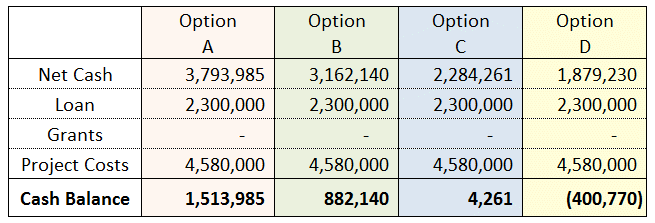 Option Option Option Option
A B C D
Net Cash 3,793,985 3,162,140 2,284,261 1,879,230
Loan 2,300,000 2,300,000 2,300,000 2,300,000
Grants - - - -
Project Costs 4,580,000 4,580,000 4,580,000 4,580,000
Cash Balance 1,513,985 882,140 4,261 (400,770)